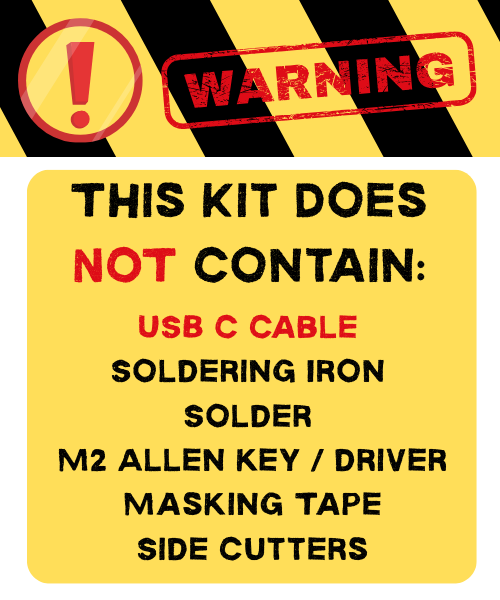 !
WARNING
THIS KIT DOES
NOT CONTAIN:
USB C CABLE
SOLDERING IRON
SOLDER
M2 ALLEN KEY / DRIVER
MASKING TAPE
SIDE CUTTERS